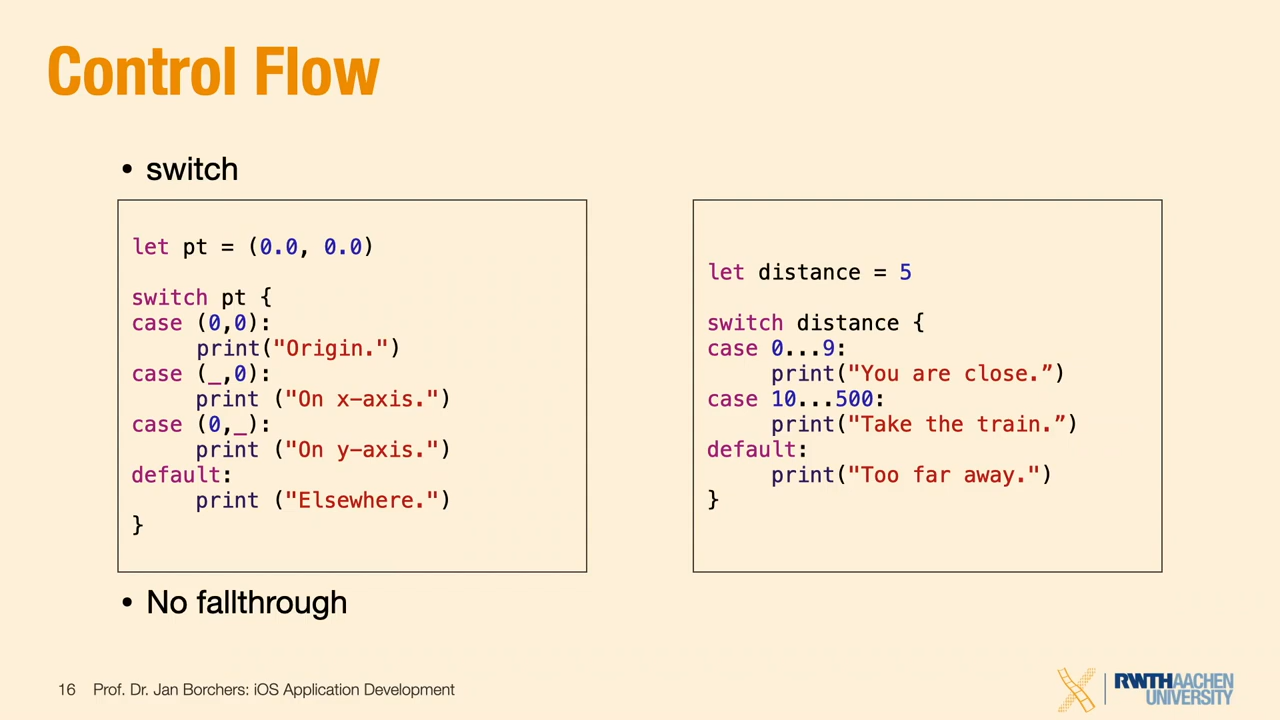 Control Flow
• switch
let pt = (0.0, 0.0)
switch pt {
case (0,0):
     print("Origin.")
case (_,0):
     print ("On x-axis.")
case (0,_):
     print ("On y-axis.")
default:
     print ("Elsewhere.")
}
let distance = 5
switch distance {
case 0...9:
     print("You are close.”)
case 10...500:
     print("Take the train.”)
default:
     print("Too far away.")
}
• No fallthrough
16 Prof. Dr. Jan Borchers: iOS Application Development
RWTHAACHEN
UNIVERSITY